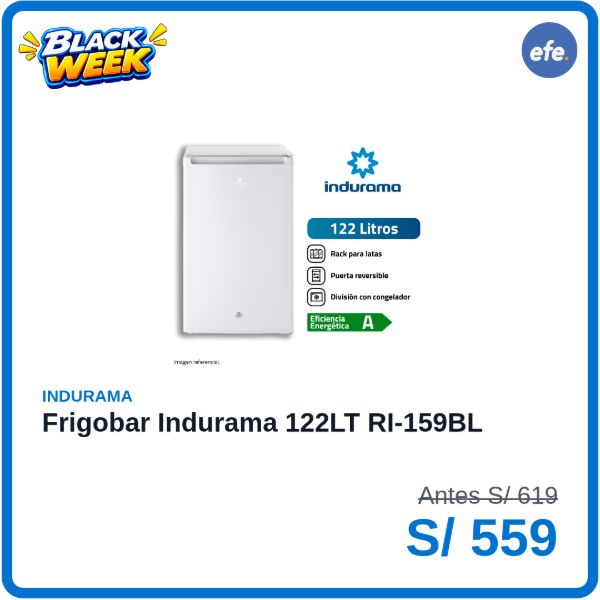 BLACK
WEEK
efe.
indurama
122 Litros
Rack para latas
Puerta reversible
División con congelador
Eficiencia
Energética A
Imagen referencial.
INDURAMA
Frigobar Indurama 122LT RI-159BL
Antes S/ 619
S/ 559